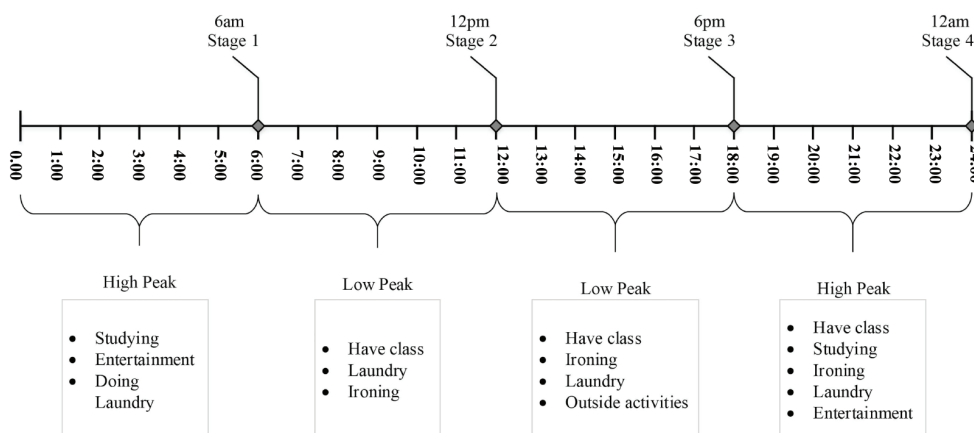 6am
Stage 1
12pm
Stage 2
6pm
Stage 3
12am
Stage 4
0.00
1:00
2:00
3:00
4:00
5:00
6:00
7:00
8:00
9:00
10:00
11:00
12:00
13:00
14:00
15:00
16:00
17:00
18:00
19:00
20:00
21:00
22:00
23:00
24:00
High Peak
• Studying
• Entertainment
• Doing
Laundry
Low Peak
• Have class
• Laundry
• Ironing
Low Peak
• Have class
• Ironing
• Laundry
• Outside activities
High Peak
• Have class
• Studying
• Ironing
• Laundry
• Entertainment